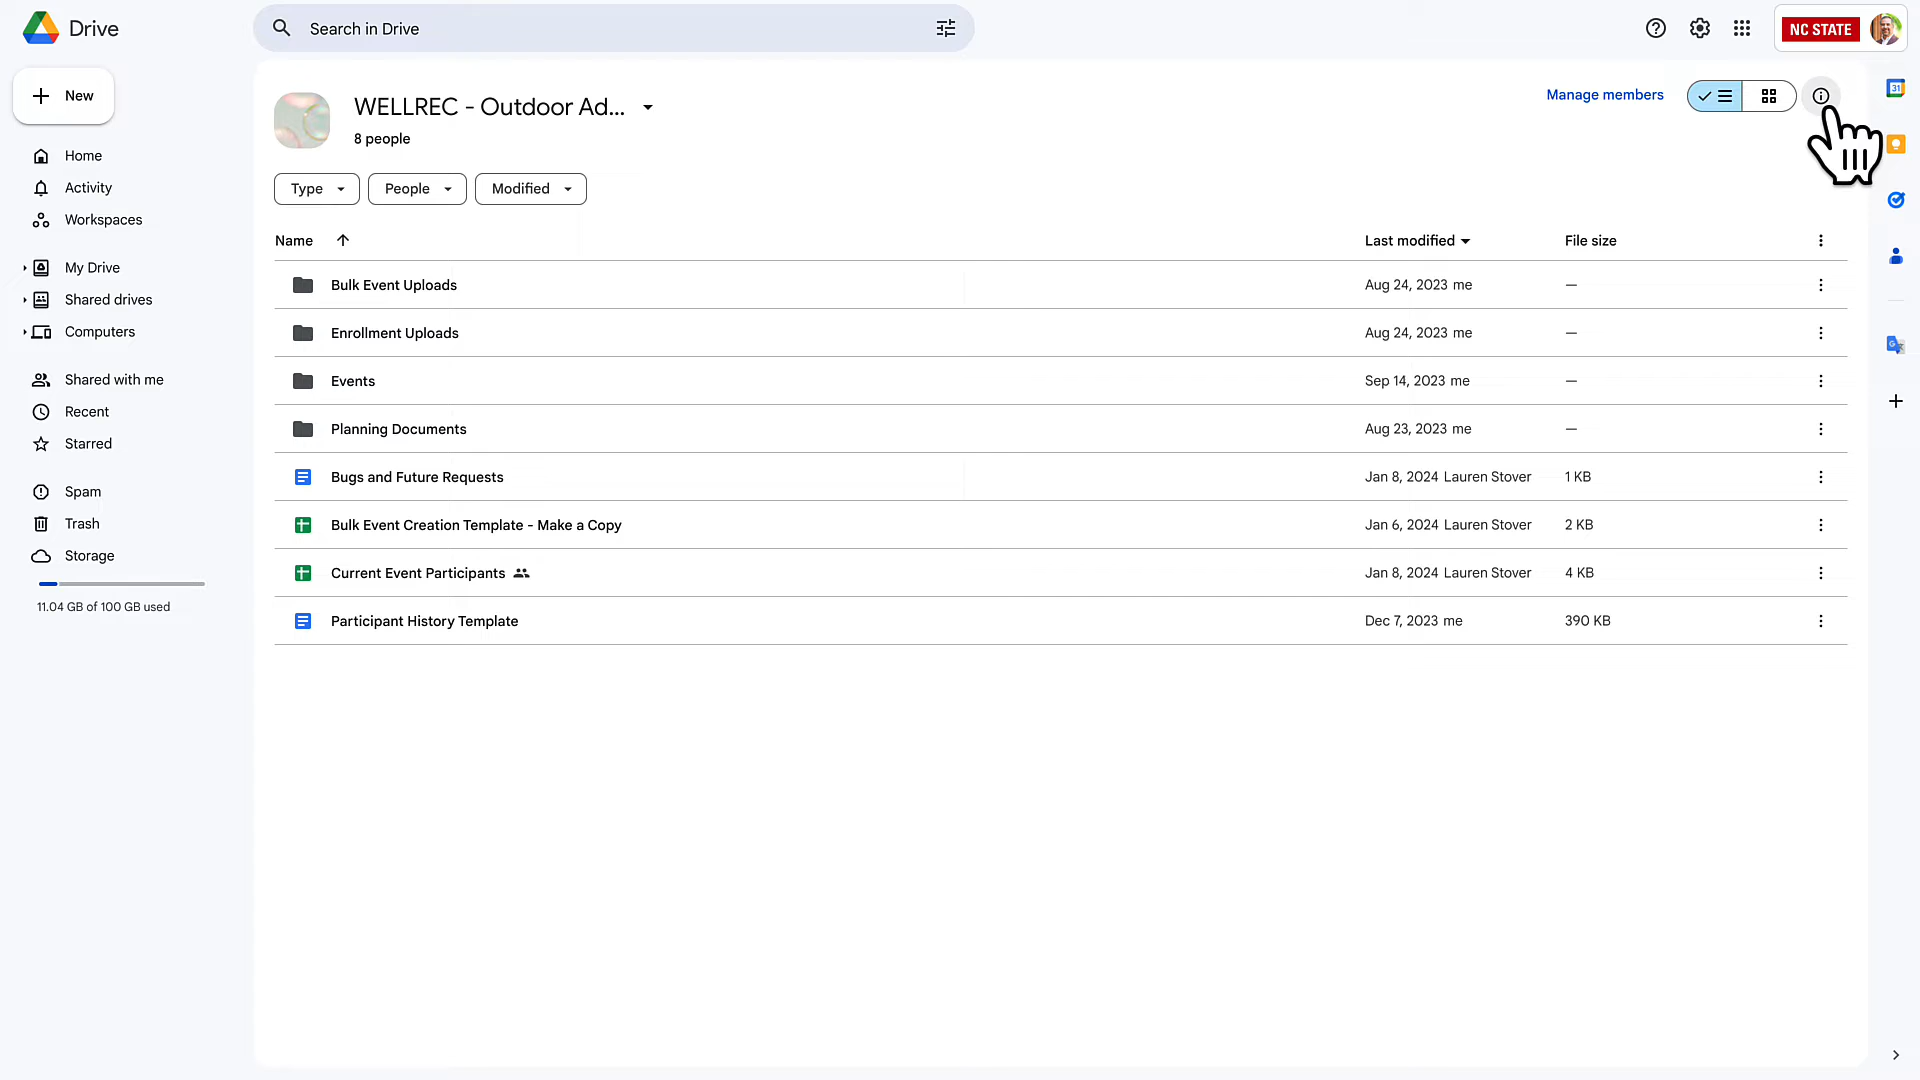 Drive
Search in Drive
NC STATE
New
Home
Activity
Workspaces
My Drive
Shared drives
Computers
Shared with me
Recent
Starred
Spam
Trash
Storage
11.04 GB of 100 GB used
WELLREC - Outdoor Ad...
8 people
Manage members
Type People Modified
Name Last modified File size
Bulk Event Uploads Aug 24, 2023 me —
Enrollment Uploads Aug 24, 2023 me —
Events Sep 14, 2023 me —
Planning Documents Aug 23, 2023 me —
Bugs and Future Requests Jan 8, 2024 Lauren Stover 1 KB
Bulk Event Creation Template - Make a Copy Jan 6, 2024 Lauren Stover 2 KB
Current Event Participants Jan 8, 2024 Lauren Stover 4 KB
Participant History Template Dec 7, 2023 me 390 KB
31